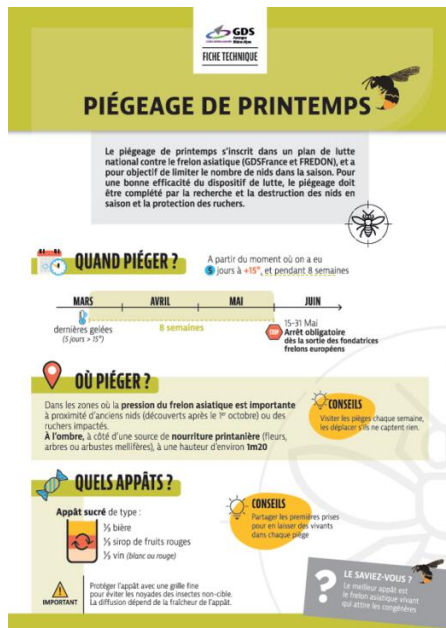 GDS
Auvergne
Rhône-Alpes
FICHE TECHNIQUE
PIÉGEAGE DE PRINTEMPS
Le piégeage de printemps s'inscrit dans un plan de lutte
national contre le frelon asiatique (GDSFrance et FREDON), et a
pour objectif de limiter le nombre de nids dans la saison. Pour
une bonne efficacité du dispositif de lutte, le piégeage doit
être complété par la recherche et la destruction des nids en
saison et la protection des ruchers.
QUAND PIÉGER ?
A partir du moment où on a eu
5 jours à +15°, et pendant 8 semaines
MARS AVRIL MAI JUIN
dernières gelées
(5 jours > 15°)
8 semaines
STOP
15-31 Mai
Arrêt obligatoire
dès la sortie des fondatrices
frelons européens
OÙ PIÉGER ?
Dans les zones où la pression du frelon asiatique est importante
à proximité d'anciens nids (découverts après le 1er octobre) ou des
ruchers impactés.
À l'ombre, à côté d'une source de nourriture printanière (fleurs,
arbres ou arbustes mellifères), à une hauteur d'environ 1m20
CONSEILS
Visiter les pièges chaque semaine,
les déplacer s'ils ne captent rien.
QUELS APPÂTS ?
Appât sucré de type :
⅓ bière
⅓ sirop de fruits rouges
⅓ vin (blanc ou rouge)
CONSEILS
Partager les premières prises
pour en laisser des vivants
dans chaque piège
IMPORTANT
Protéger l'appât avec une grille fine
pour éviter les noyades des insectes non-cible.
La diffusion dépend de la fraîcheur de l'appât.
?
LE SAVIEZ-VOUS ?
Le meilleur appât est
le frelon asiatique vivant
qui attire les congénères